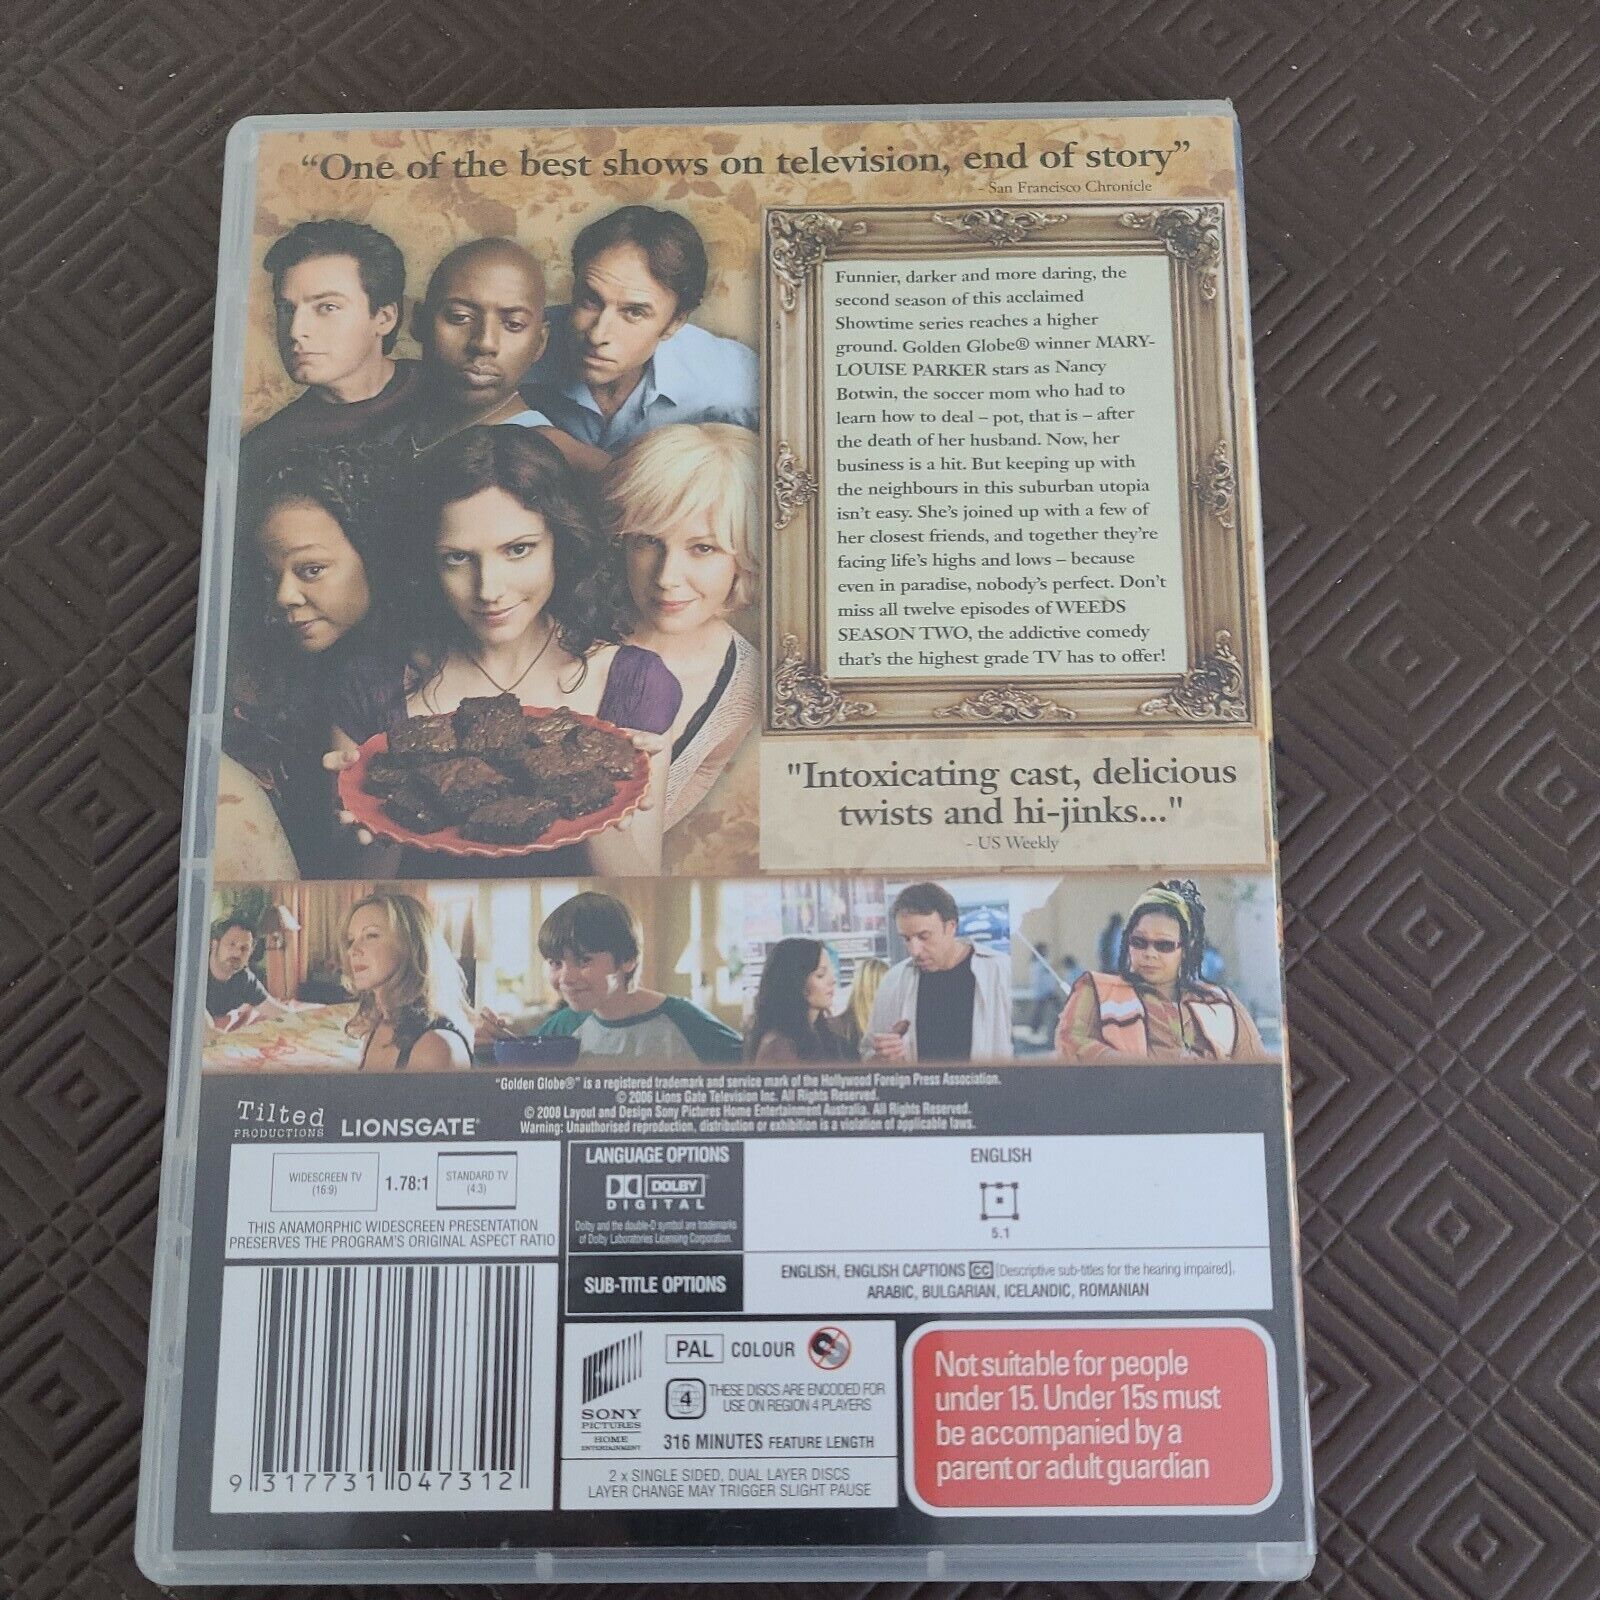 “One of the best shows on television, end of story”
- San Francisco Chronicle
Funnier, darker and more daring, the
second season of this acclaimed
Showtime series reaches a higher
ground. Golden Globe® winner MARY-
LOUISE PARKER stars as Nancy
Botwin, the soccer mom who had to
learn how to deal – pot, that is – after
the death of her husband. Now, her
business is a hit. But keeping up with
the neighbours in this suburban utopia
isn't easy. She's joined up with a few of
her closest friends, and together they're
facing life's highs and lows – because
even in paradise, nobody's perfect. Don't
miss all twelve episodes of WEEDS
SEASON TWO, the addictive comedy
that's the highest grade TV has to offer!
"Intoxicating cast, delicious
twists and hi-jinks..."
- US Weekly
"Golden Globe®" is a registered trademark and service mark of the Hollywood Foreign Press Association.
© 2006 Lions Gate Television Inc. All Rights Reserved.
© 2008 Layout and Design Sony Pictures Home Entertainment Australia. All Rights Reserved.
Warning: Unauthorised reproduction, distribution or exhibition is a violation of applicable laws.
Tilted
PRODUCTIONS
LIONSGATE
WIDESCREEN TV
(16:9)
1.78:1
STANDARD TV
(4:3)
THIS ANAMORPHIC WIDESCREEN PRESENTATION
PRESERVES THE PROGRAM'S ORIGINAL ASPECT RATIO
LANGUAGE OPTIONS
DOLBY
DIGITAL
Dolby and the double-D symbol are trademarks
of Dolby Laboratories Licensing Corporation.
ENGLISH
5.1
SUB-TITLE OPTIONS
ENGLISH, ENGLISH CAPTIONS CC [Descriptive sub-titles for the hearing impaired],
ARABIC, BULGARIAN, ICELANDIC, ROMANIAN
9 317731 047312
SONY
PICTURES
HOME
ENTERTAINMENT
PAL COLOUR
4
THESE DISCS ARE ENCODED FOR
USE ON REGION 4 PLAYERS
316 MINUTES FEATURE LENGTH
2 x SINGLE SIDED, DUAL LAYER DISCS
LAYER CHANGE MAY TRIGGER SLIGHT PAUSE
Not suitable for people
under 15. Under 15s must
be accompanied by a
parent or adult guardian